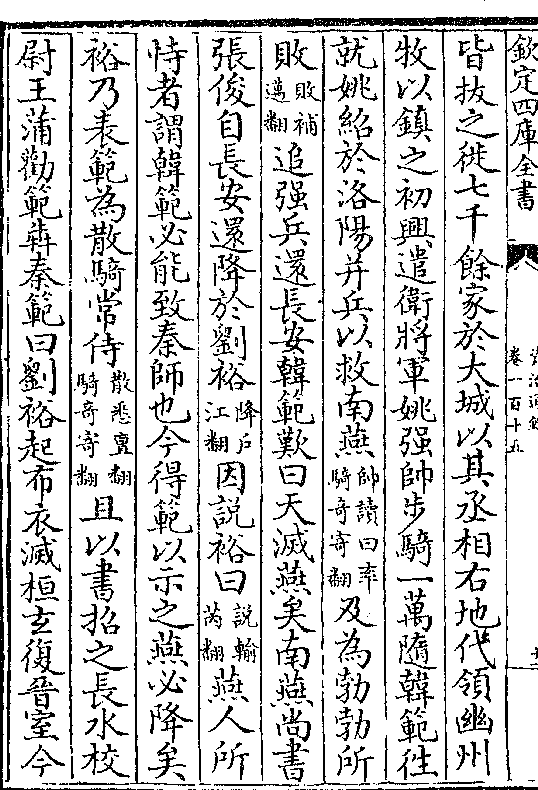 欽定四庫全書
資治通鑑
卷一百十五
皆拔之徙七千餘家於大城以其丞相右地代領幽州
牧以鎮之初興遣衛將軍姚强帥步騎一萬隨韓範往
就姚紹於洛陽并兵以救南燕帥讀曰率騎奇寄翻及為勃勃所
敗敗補邁翻追强兵還長安韓範歎曰天滅燕矣南燕尚書
張俊自長安還降於劉裕降戶江翻因説裕曰説輸芮翻燕人所
恃者謂韓範必能致秦師也今得範以示之燕必降矣
裕乃表範為散騎常侍散悉亶翻騎奇寄翻且以書招之長水校
尉王蒲勸範犇秦範曰劉裕起布衣滅桓玄復晉室今